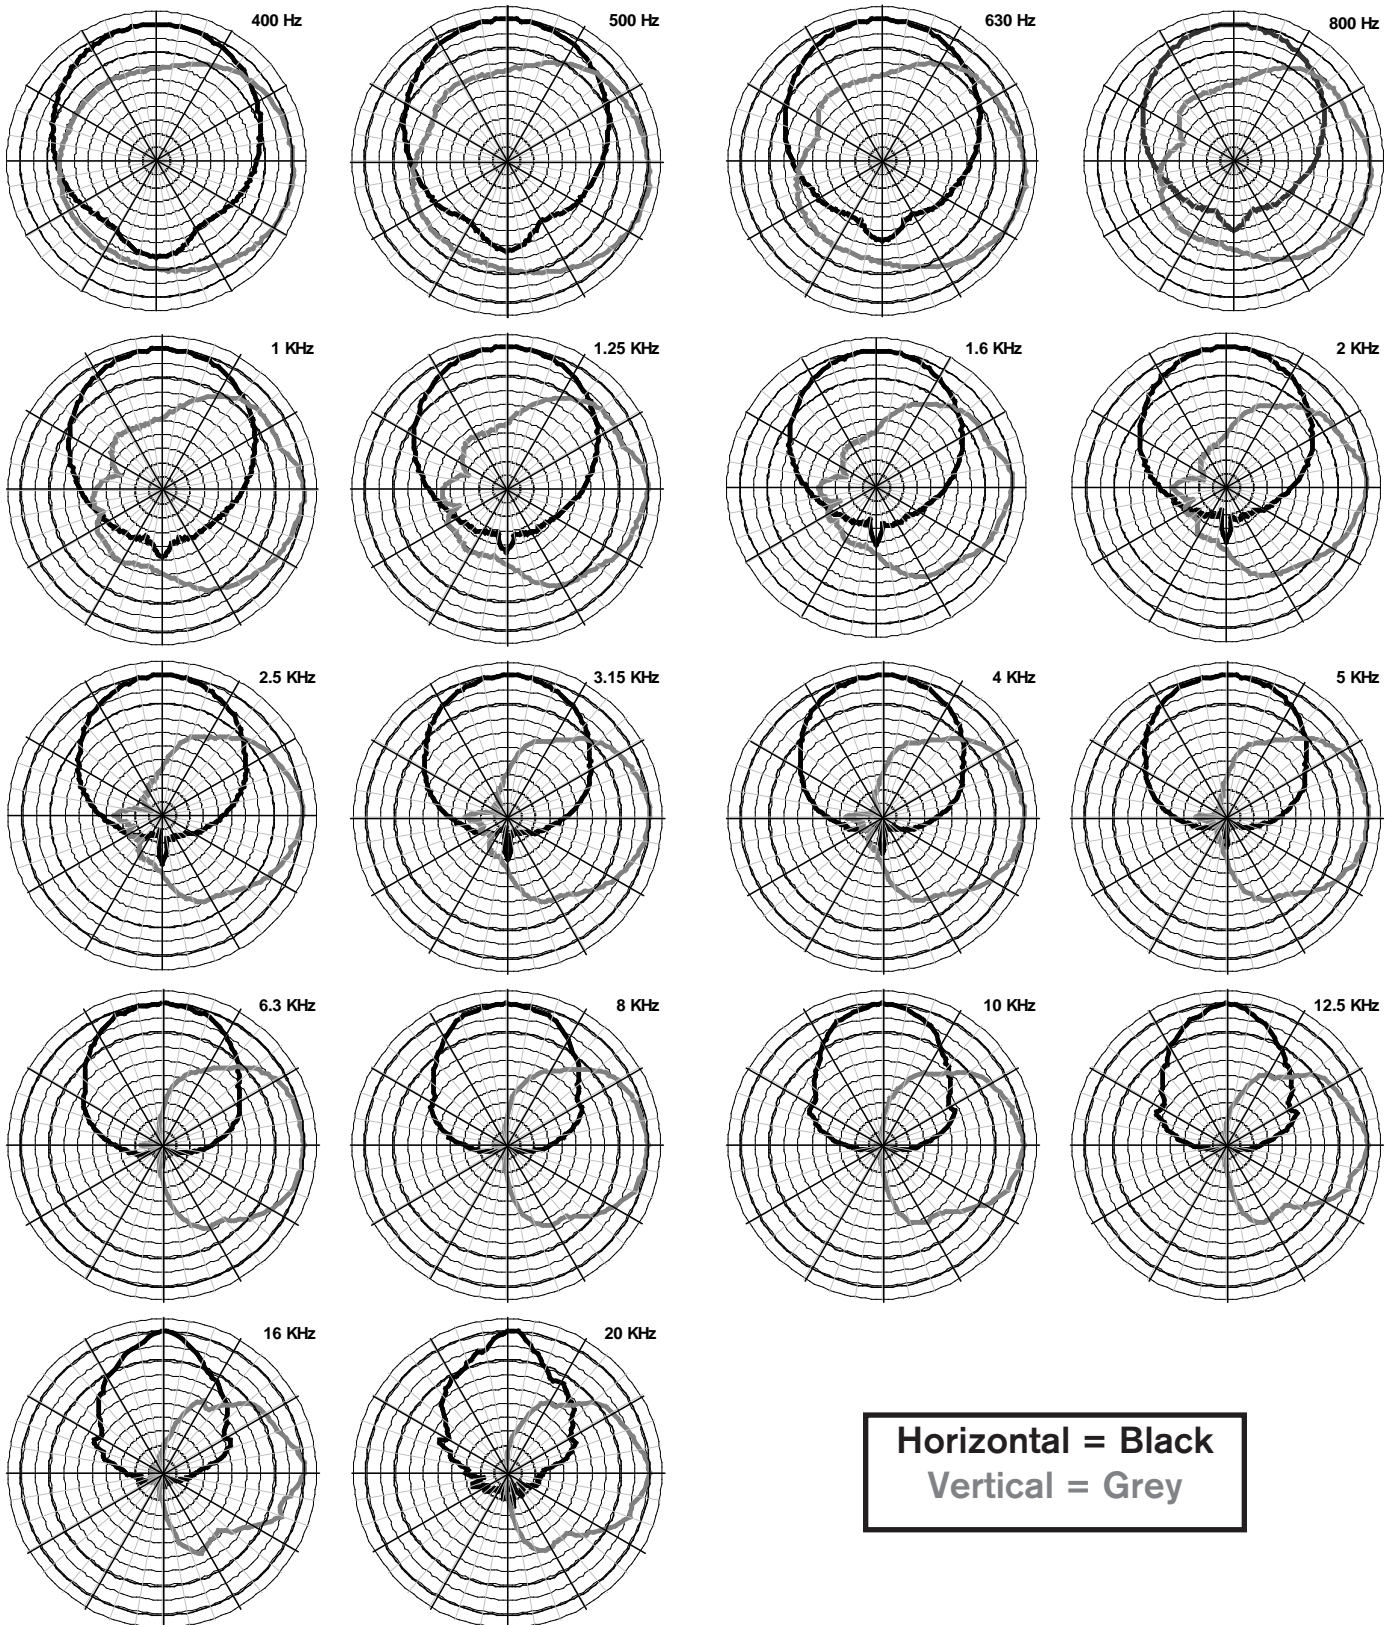 400 Hz
500 Hz
630 Hz
800 Hz
1 KHz
1.25 KHz
1.6 KHz
2 KHz
2.5 KHz
3.15 KHz
4 KHz
5 KHz
6.3 KHz
8 KHz
10 KHz
12.5 KHz
16 KHz
20 KHz
Horizontal = Black
Vertical = Grey